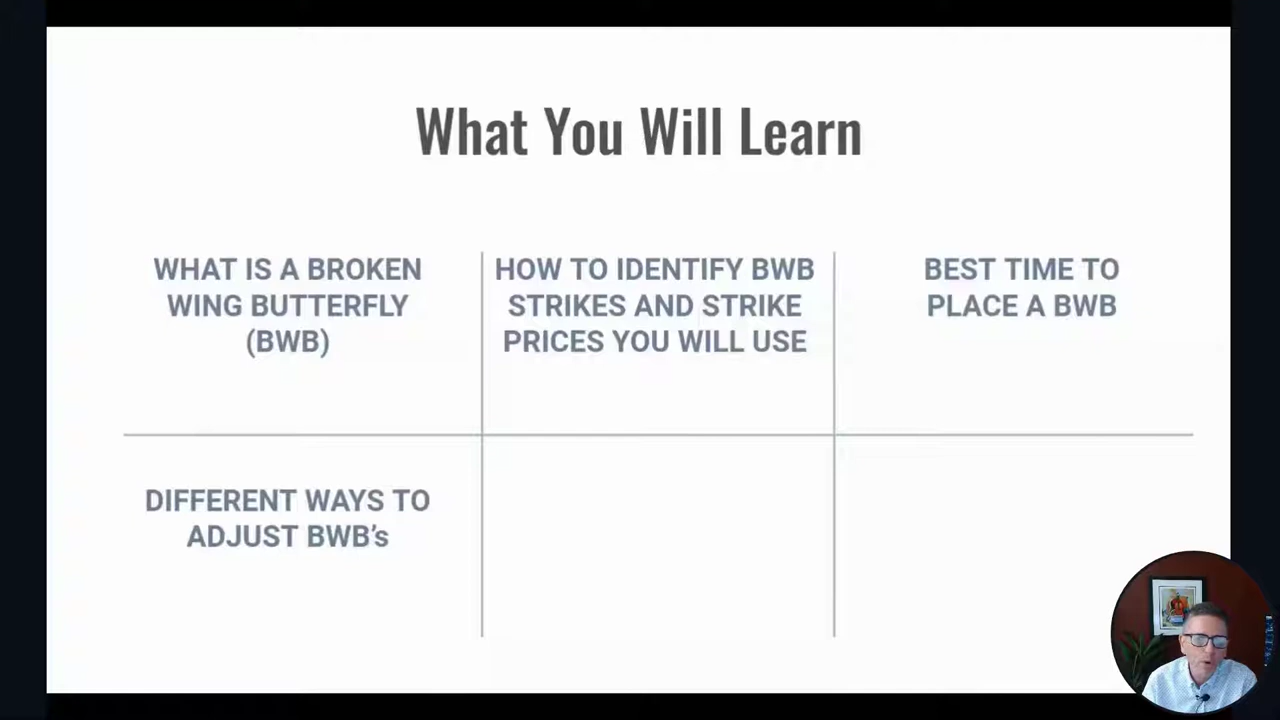 What You Will Learn
WHAT IS A BROKEN
WING BUTTERFLY
(BWB)
HOW TO IDENTIFY BWB
STRIKES AND STRIKE
PRICES YOU WILL USE
BEST TIME TO
PLACE A BWB
DIFFERENT WAYS TO
ADJUST BWB’s